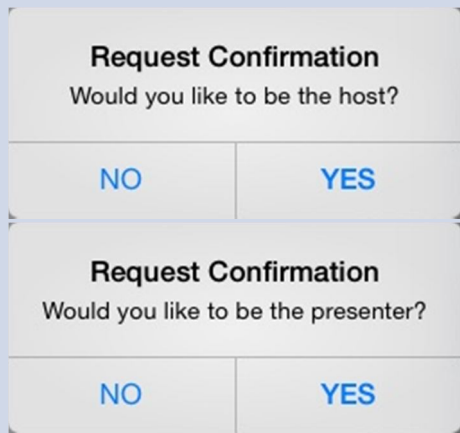 Request Confirmation
Would you like to be the host?
NO YES
Request Confirmation
Would you like to be the presenter?
NO YES